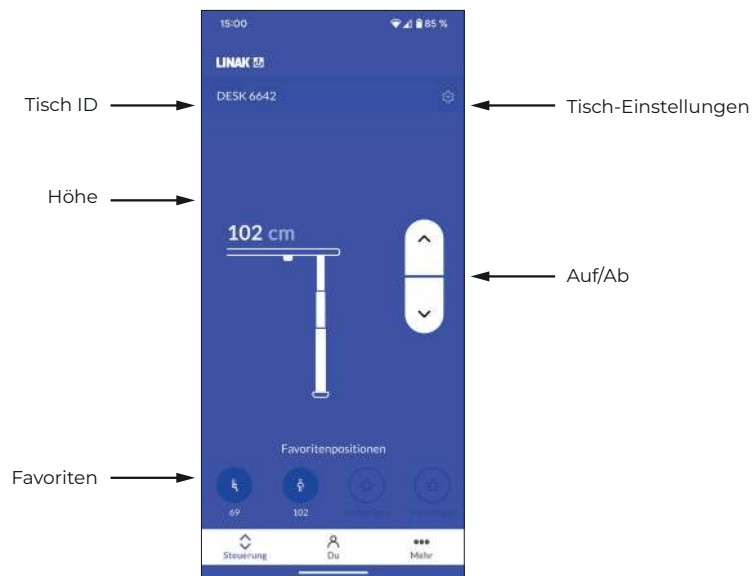 15:00 85 %
LINAK
Tisch ID
DESK 6642
Tisch-Einstellungen
Höhe
102 cm
Auf/Ab
Favoritenpositionen
Favoriten
69 102
Steuerung Du Mehr